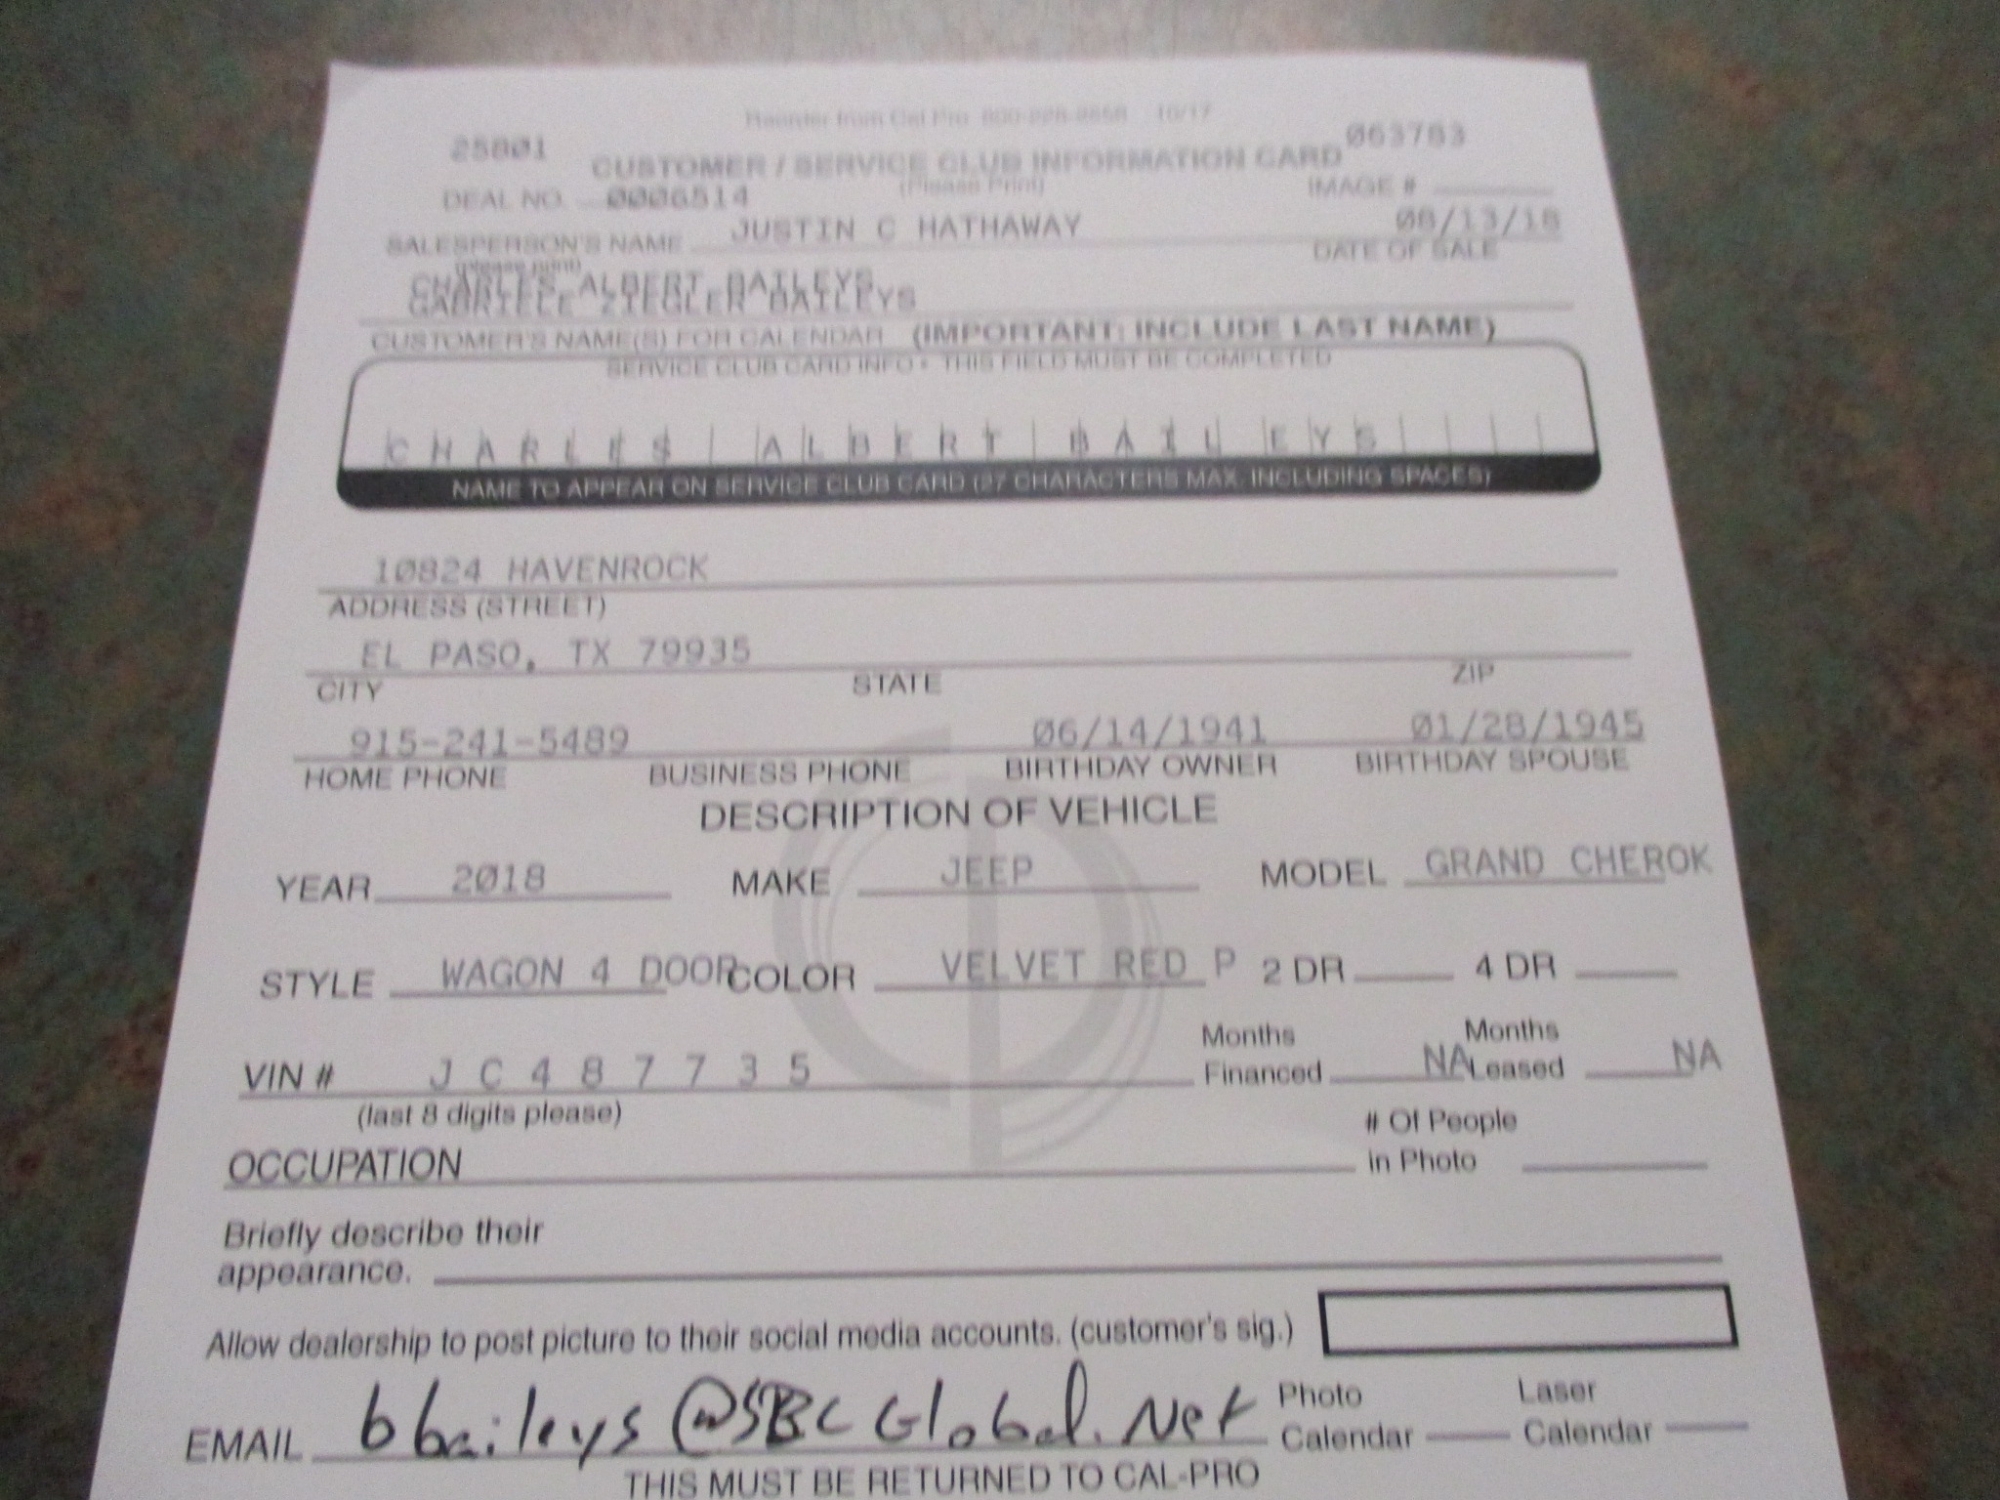 Reorder from Cal Pro 800-228-8658 10/17
25801 063783
CUSTOMER / SERVICE CLUB INFORMATION CARD
(Please Print)
DEAL NO. 0006514 IMAGE #
SALESPERSON'S NAME JUSTIN C HATHAWAY 08/13/18
(please print) DATE OF SALE
CHARLES ALBERT BAILEYS
GABRIELE ZIEGLER BAILEYS
CUSTOMER'S NAME(S) FOR CALENDAR (IMPORTANT: INCLUDE LAST NAME)
SERVICE CLUB CARD INFO • THIS FIELD MUST BE COMPLETED
CHARLES ALBERT BAILEYS
NAME TO APPEAR ON SERVICE CLUB CARD (27 CHARACTERS MAX. INCLUDING SPACES)
10824 HAVENROCK
ADDRESS (STREET)
EL PASO, TX 79935
CITY STATE ZIP
915-241-5489 06/14/1941 01/28/1945
HOME PHONE BUSINESS PHONE BIRTHDAY OWNER BIRTHDAY SPOUSE
DESCRIPTION OF VEHICLE
YEAR 2018 MAKE JEEP MODEL GRAND CHEROK
STYLE WAGON 4 DOOR COLOR VELVET RED P 2 DR 4 DR
VIN # J C 4 8 7 7 3 5 Months Financed NA Months Leased NA
(last 8 digits please)
OCCUPATION # Of People in Photo
Briefly describe their
appearance.
Allow dealership to post picture to their social media accounts. (customer's sig.)
EMAIL bbaileys@SBCGlobal.Net Photo Calendar Laser Calendar
THIS MUST BE RETURNED TO CAL-PRO